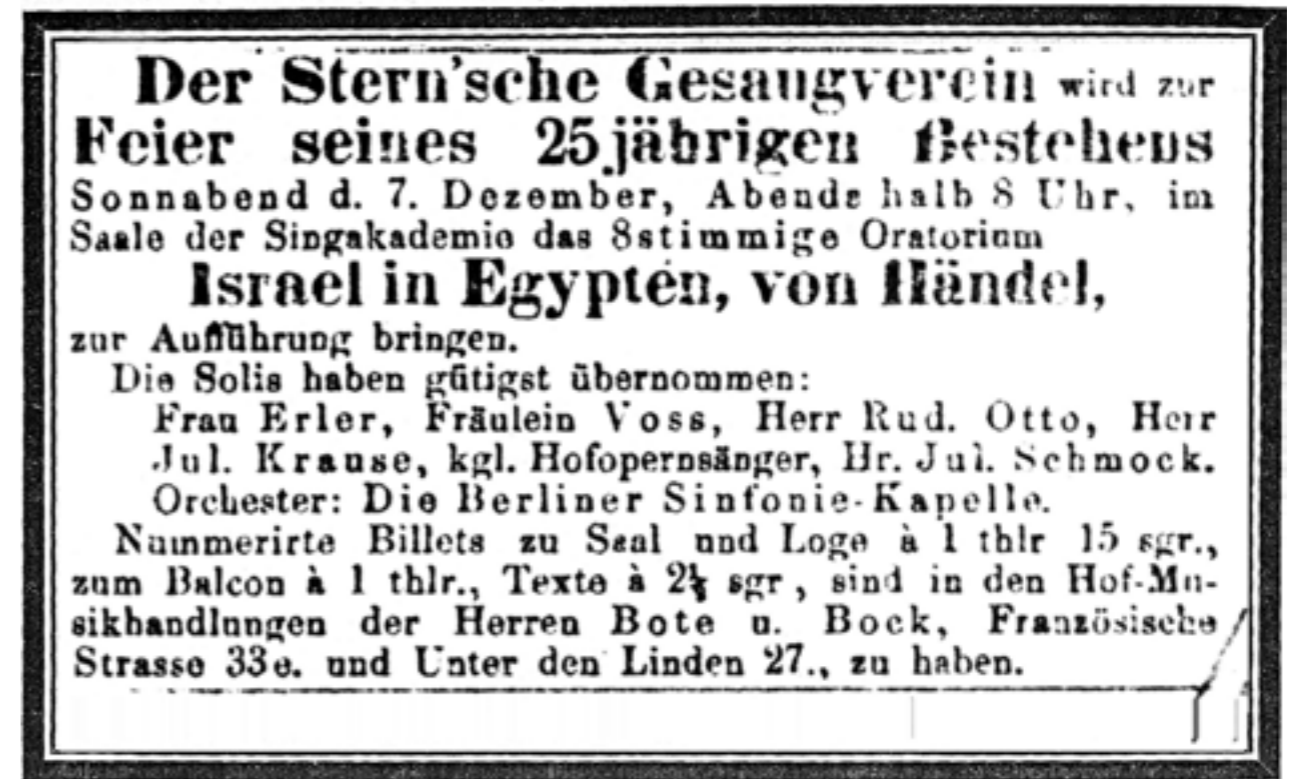 Der Stern'sche Gesangverein wird zur
Feier seines 25jährigen Bestehens
Sonnabend d. 7. Dezember, Abends halb 8 Uhr, im
Saale der Singakademie das 8stimmige Oratorium
Israel in Egypten, von Händel,
zur Aufführung bringen.
Die Solis haben gütigst übernommen:
Frau Erler, Fräulein Voss, Herr Rud. Otto, Herr
Jul. Krause, kgl. Hofopernsänger, Hr. Jul. Schmock.
Orchester: Die Berliner Sinfonie-Kapelle.
Nummerirte Billets zu Saal und Loge à 1 thlr 15 sgr.,
zum Balcon à 1 thlr., Texte à 2½ sgr, sind in den Hof-Mu-
sikhandlungen der Herren Bote u. Bock, Französische
Strasse 33e. und Unter den Linden 27., zu haben.